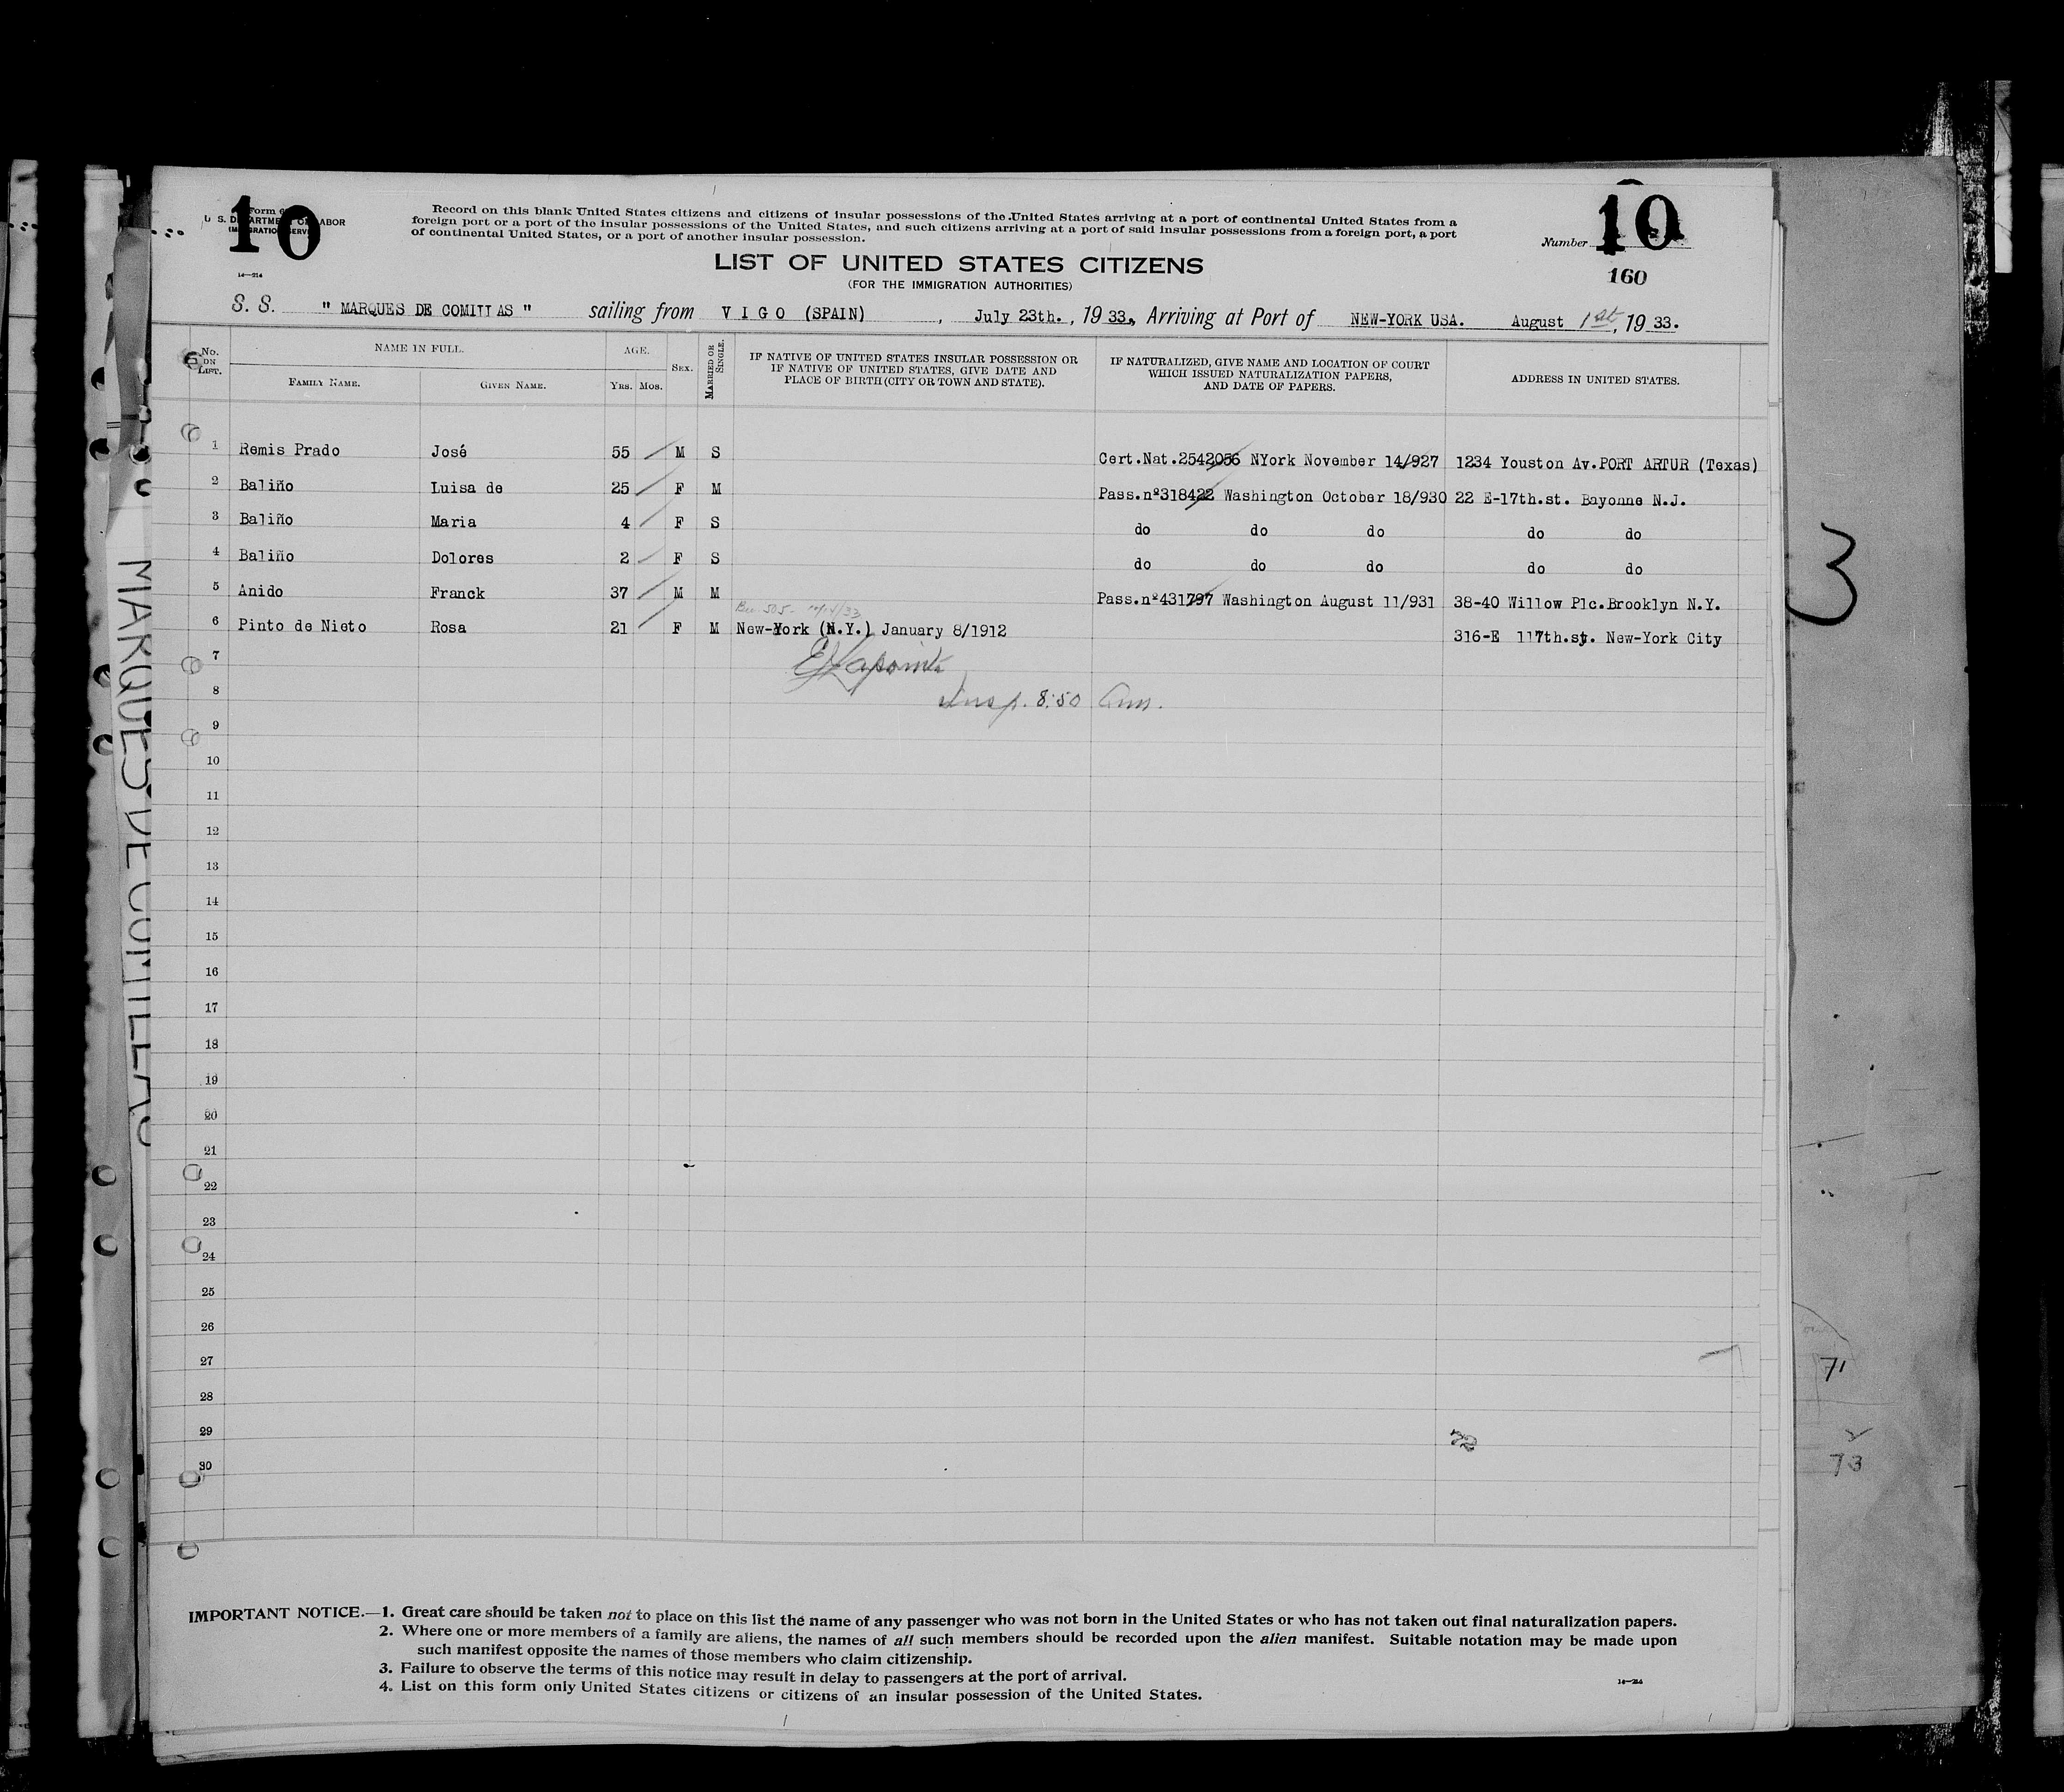 10
U. S. DEPARTMENT OF LABOR
IMMIGRATION SERVICE
14—214
Record on this blank United States citizens and citizens of insular possessions of the United States arriving at a port of continental United States from a
foreign port or a port of the insular possessions of the United States, and such citizens arriving at a port of said insular possessions from a foreign port, a port
of continental United States, or a port of another insular possession.
Number 10
160
LIST OF UNITED STATES CITIZENS
(FOR THE IMMIGRATION AUTHORITIES)
S. S. " MARQUES DE COMILLAS " sailing from V I G O (SPAIN) , July 23th. , 19 33., Arriving at Port of NEW-YORK USA. August 1st, 19 33.
No. ON LIST. NAME IN FULL. FAMILY NAME. GIVEN NAME. AGE. YRS. MOS. SEX. MARRIED OR SINGLE. IF NATIVE OF UNITED STATES INSULAR POSSESSION OR IF NATIVE OF UNITED STATES, GIVE DATE AND PLACE OF BIRTH (CITY OR TOWN AND STATE). IF NATURALIZED, GIVE NAME AND LOCATION OF COURT WHICH ISSUED NATURALIZATION PAPERS, AND DATE OF PAPERS. ADDRESS IN UNITED STATES.
1 Remis Prado José 55 M S Cert.Nat.2542056 NYork November 14/927 1234 Youston Av.PORT ARTUR (Texas)
2 Baliño Luisa de 25 F M Pass.nº318422 Washington October 18/930 22 E-17th.st. Bayonne N.J.
3 Baliño Maria 4 F S do do do do do
4 Baliño Dolores 2 F S do do do do do
5 Anido Franck 37 M M Pass.nº431797 Washington August 11/931 38-40 Willow Plc.Brooklyn N.Y.
6 Pinto de Nieto Rosa 21 F M New-York (N.Y.) January 8/1912 316-E 117th.st. New-York City
7
8 Insp. 8:50 am.
9
10
11
12
13
14
15
16
17
18
19
20
21
22
23
24
25
26
27
28
29
30
IMPORTANT NOTICE.—1. Great care should be taken not to place on this list the name of any passenger who was not born in the United States or who has not taken out final naturalization papers.
2. Where one or more members of a family are aliens, the names of all such members should be recorded upon the alien manifest. Suitable notation may be made upon
such manifest opposite the names of those members who claim citizenship.
3. Failure to observe the terms of this notice may result in delay to passengers at the port of arrival.
4. List on this form only United States citizens or citizens of an insular possession of the United States.
14—214
MARQUES DE COMILLAS
3
71
73